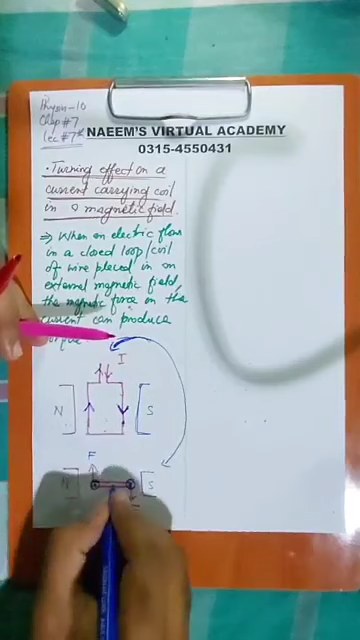 Physics-10
Chap #7
Lec #7
NAEEM'S VIRTUAL ACADEMY
0315-4550431
Turning effect on a
current carrying coil
in a magnetic field.
⇒ When an electric flows
in a closed loop/coil
of wire placed in an
external magnetic field,
the magnetic force on the
current can produce
torque
I
N
S
F
N
S